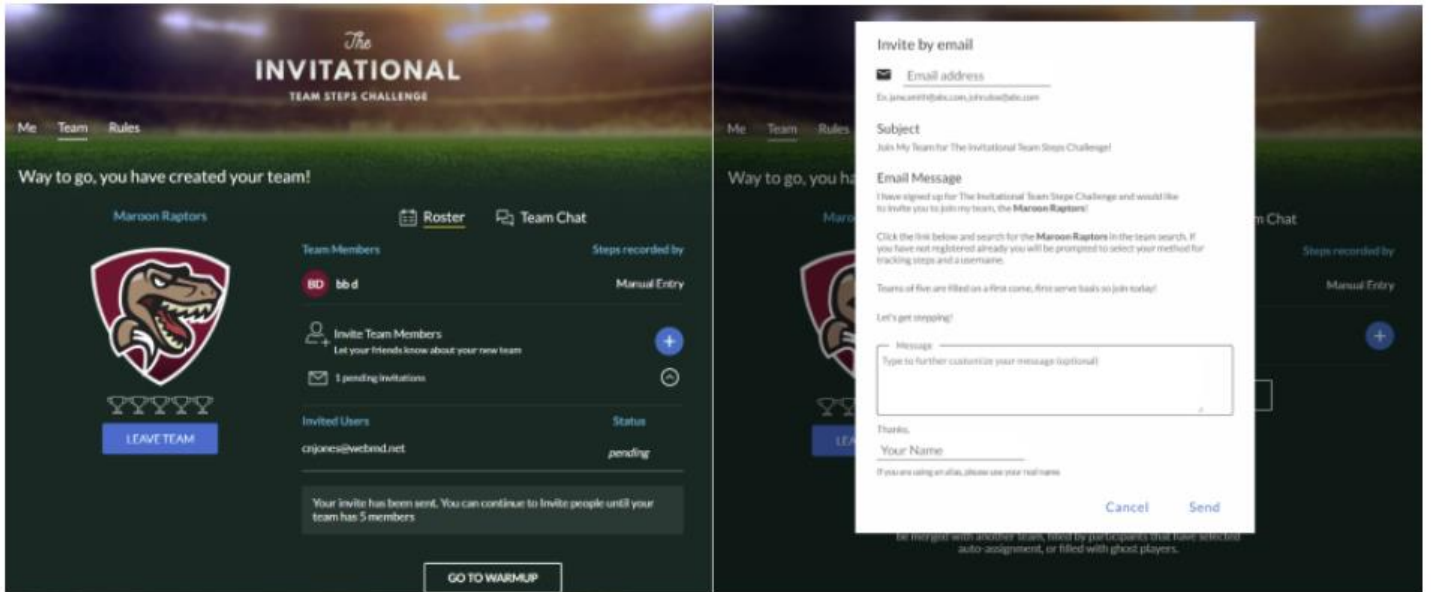 The
INVITATIONAL
TEAM STEPS CHALLENGE
Me Team Rules
Way to go, you have created your team!
Maroon Raptors
Roster Team Chat
Team Members Steps recorded by
BD bb d Manual Entry
Invite Team Members
Let your friends know about your new team
1 pending invitations
Invited Users Status
cnjones@webmd.net pending
LEAVE TEAM
Your invite has been sent. You can continue to Invite people until your
team has 5 members
GO TO WARMUP
Me Team Rules
Way to go, you ha
Maro
m Chat
Steps recorded by
Manual Entry
LEA
Invite by email
Email address
Ex. jane.smith@abc.com, john.doe@abc.com
Subject
Join My Team for The Invitational Team Steps Challenge!
Email Message
I have signed up for The Invitational Team Steps Challenge and would like
to invite you to join my team, the Maroon Raptors!
Click the link below and search for the Maroon Raptors in the team search. If
you have not registered already you will be prompted to select your method for
tracking steps and a username.
Teams of five are filled on a first come, first serve basis so join today!
Let's get stepping!
Message
Type to further customize your message (optional)
Thanks,
Your Name
If you are using an alias, please use your real name
Cancel Send
be merged with another team, filled by participants that have selected
auto-assignment, or filled with ghost players.